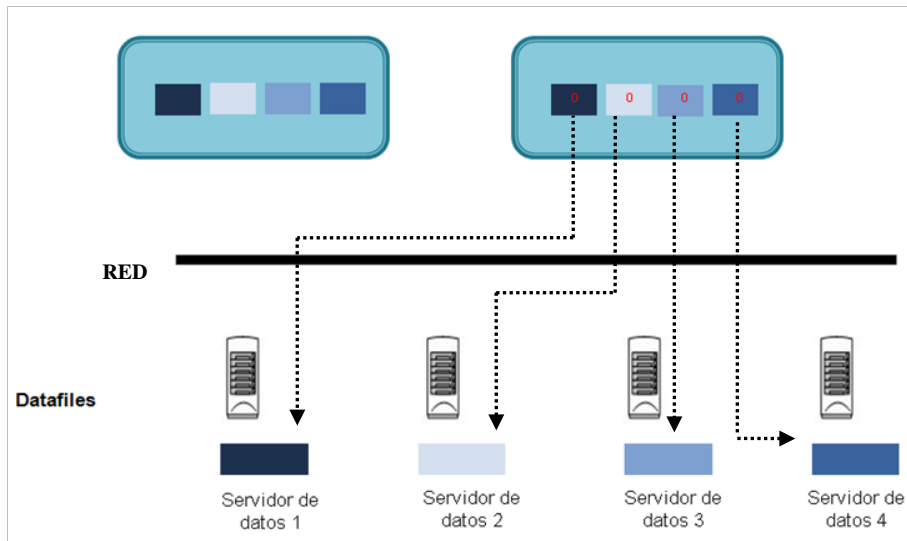 0 0 0 0
RED
Datafiles
Servidor de
datos 1
Servidor de
datos 2
Servidor de
datos 3
Servidor de
datos 4